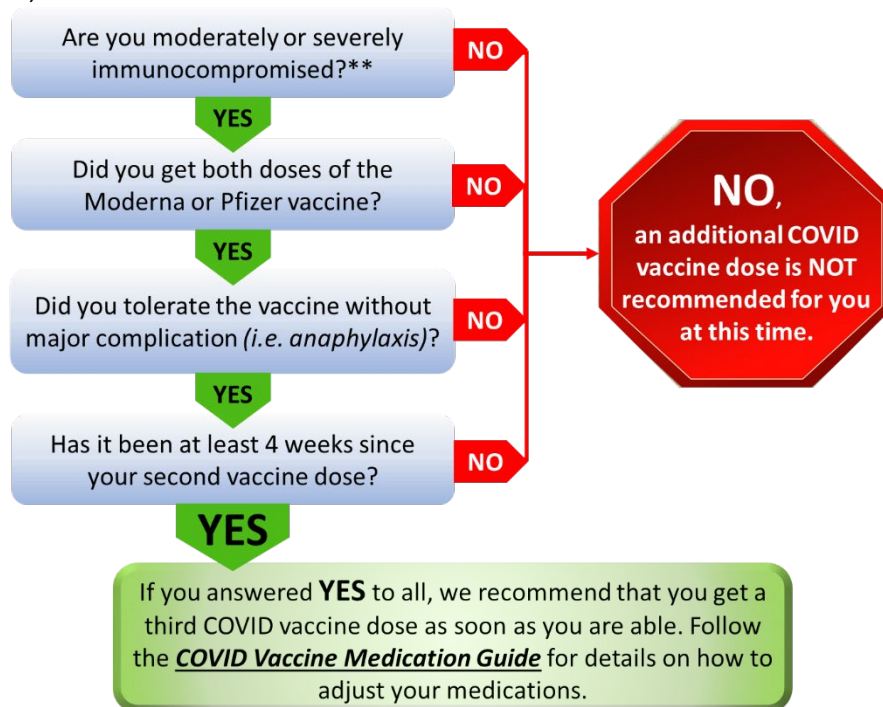 Are you moderately or severely
immunocompromised?**
NO
YES
Did you get both doses of the
Moderna or Pfizer vaccine?
NO
YES
Did you tolerate the vaccine without
major complication (i.e. anaphylaxis)?
NO
YES
Has it been at least 4 weeks since
your second vaccine dose?
NO
YES
NO,
an additional COVID
vaccine dose is NOT
recommended for you
at this time.
If you answered YES to all, we recommend that you get a
third COVID vaccine dose as soon as you are able. Follow
the COVID Vaccine Medication Guide for details on how to
adjust your medications.